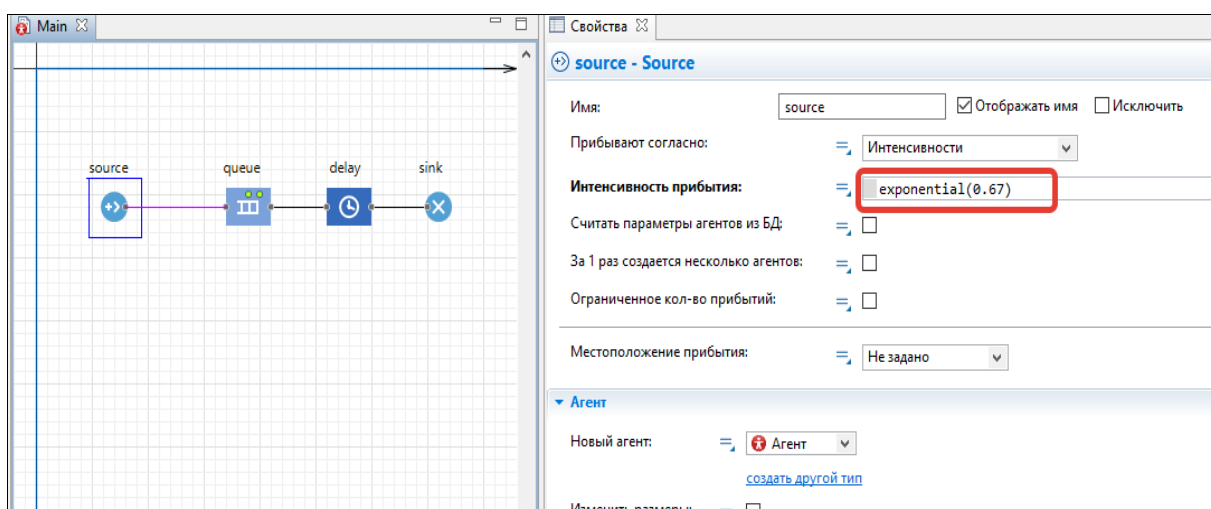 Main
Свойства
source - Source
Имя: source Отображать имя Исключить
Прибывают согласно: Интенсивности
source queue delay sink
Интенсивность прибытия: exponential(0.67)
Считать параметры агентов из БД:
За 1 раз создается несколько агентов:
Ограниченное кол-во прибытий:
Местоположение прибытия: Не задано
Агент
Новый агент: Агент
создать другой тип